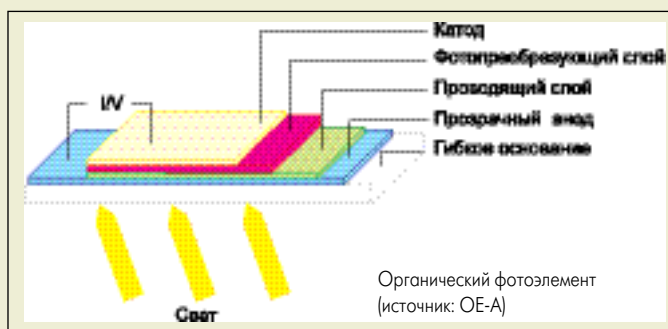 Катод
Фотопреобразующий слой
Проводящий слой
Прозрачный анод
Гибкое основание
I/V
Свет
Органический фотоэлемент
(источник: OE-A)